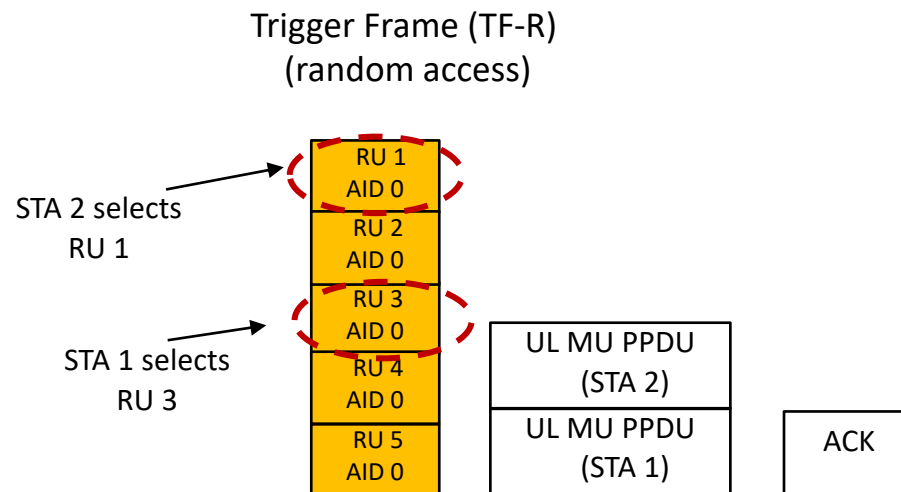 Trigger Frame (TF-R)
(random access)
RU 1
AID 0
STA 2 selects
RU 1
RU 2
AID 0
RU 3
AID 0
STA 1 selects
RU 3
RU 4
AID 0
RU 5
AID 0
UL MU PPDU
(STA 2)
UL MU PPDU
(STA 1)
ACK